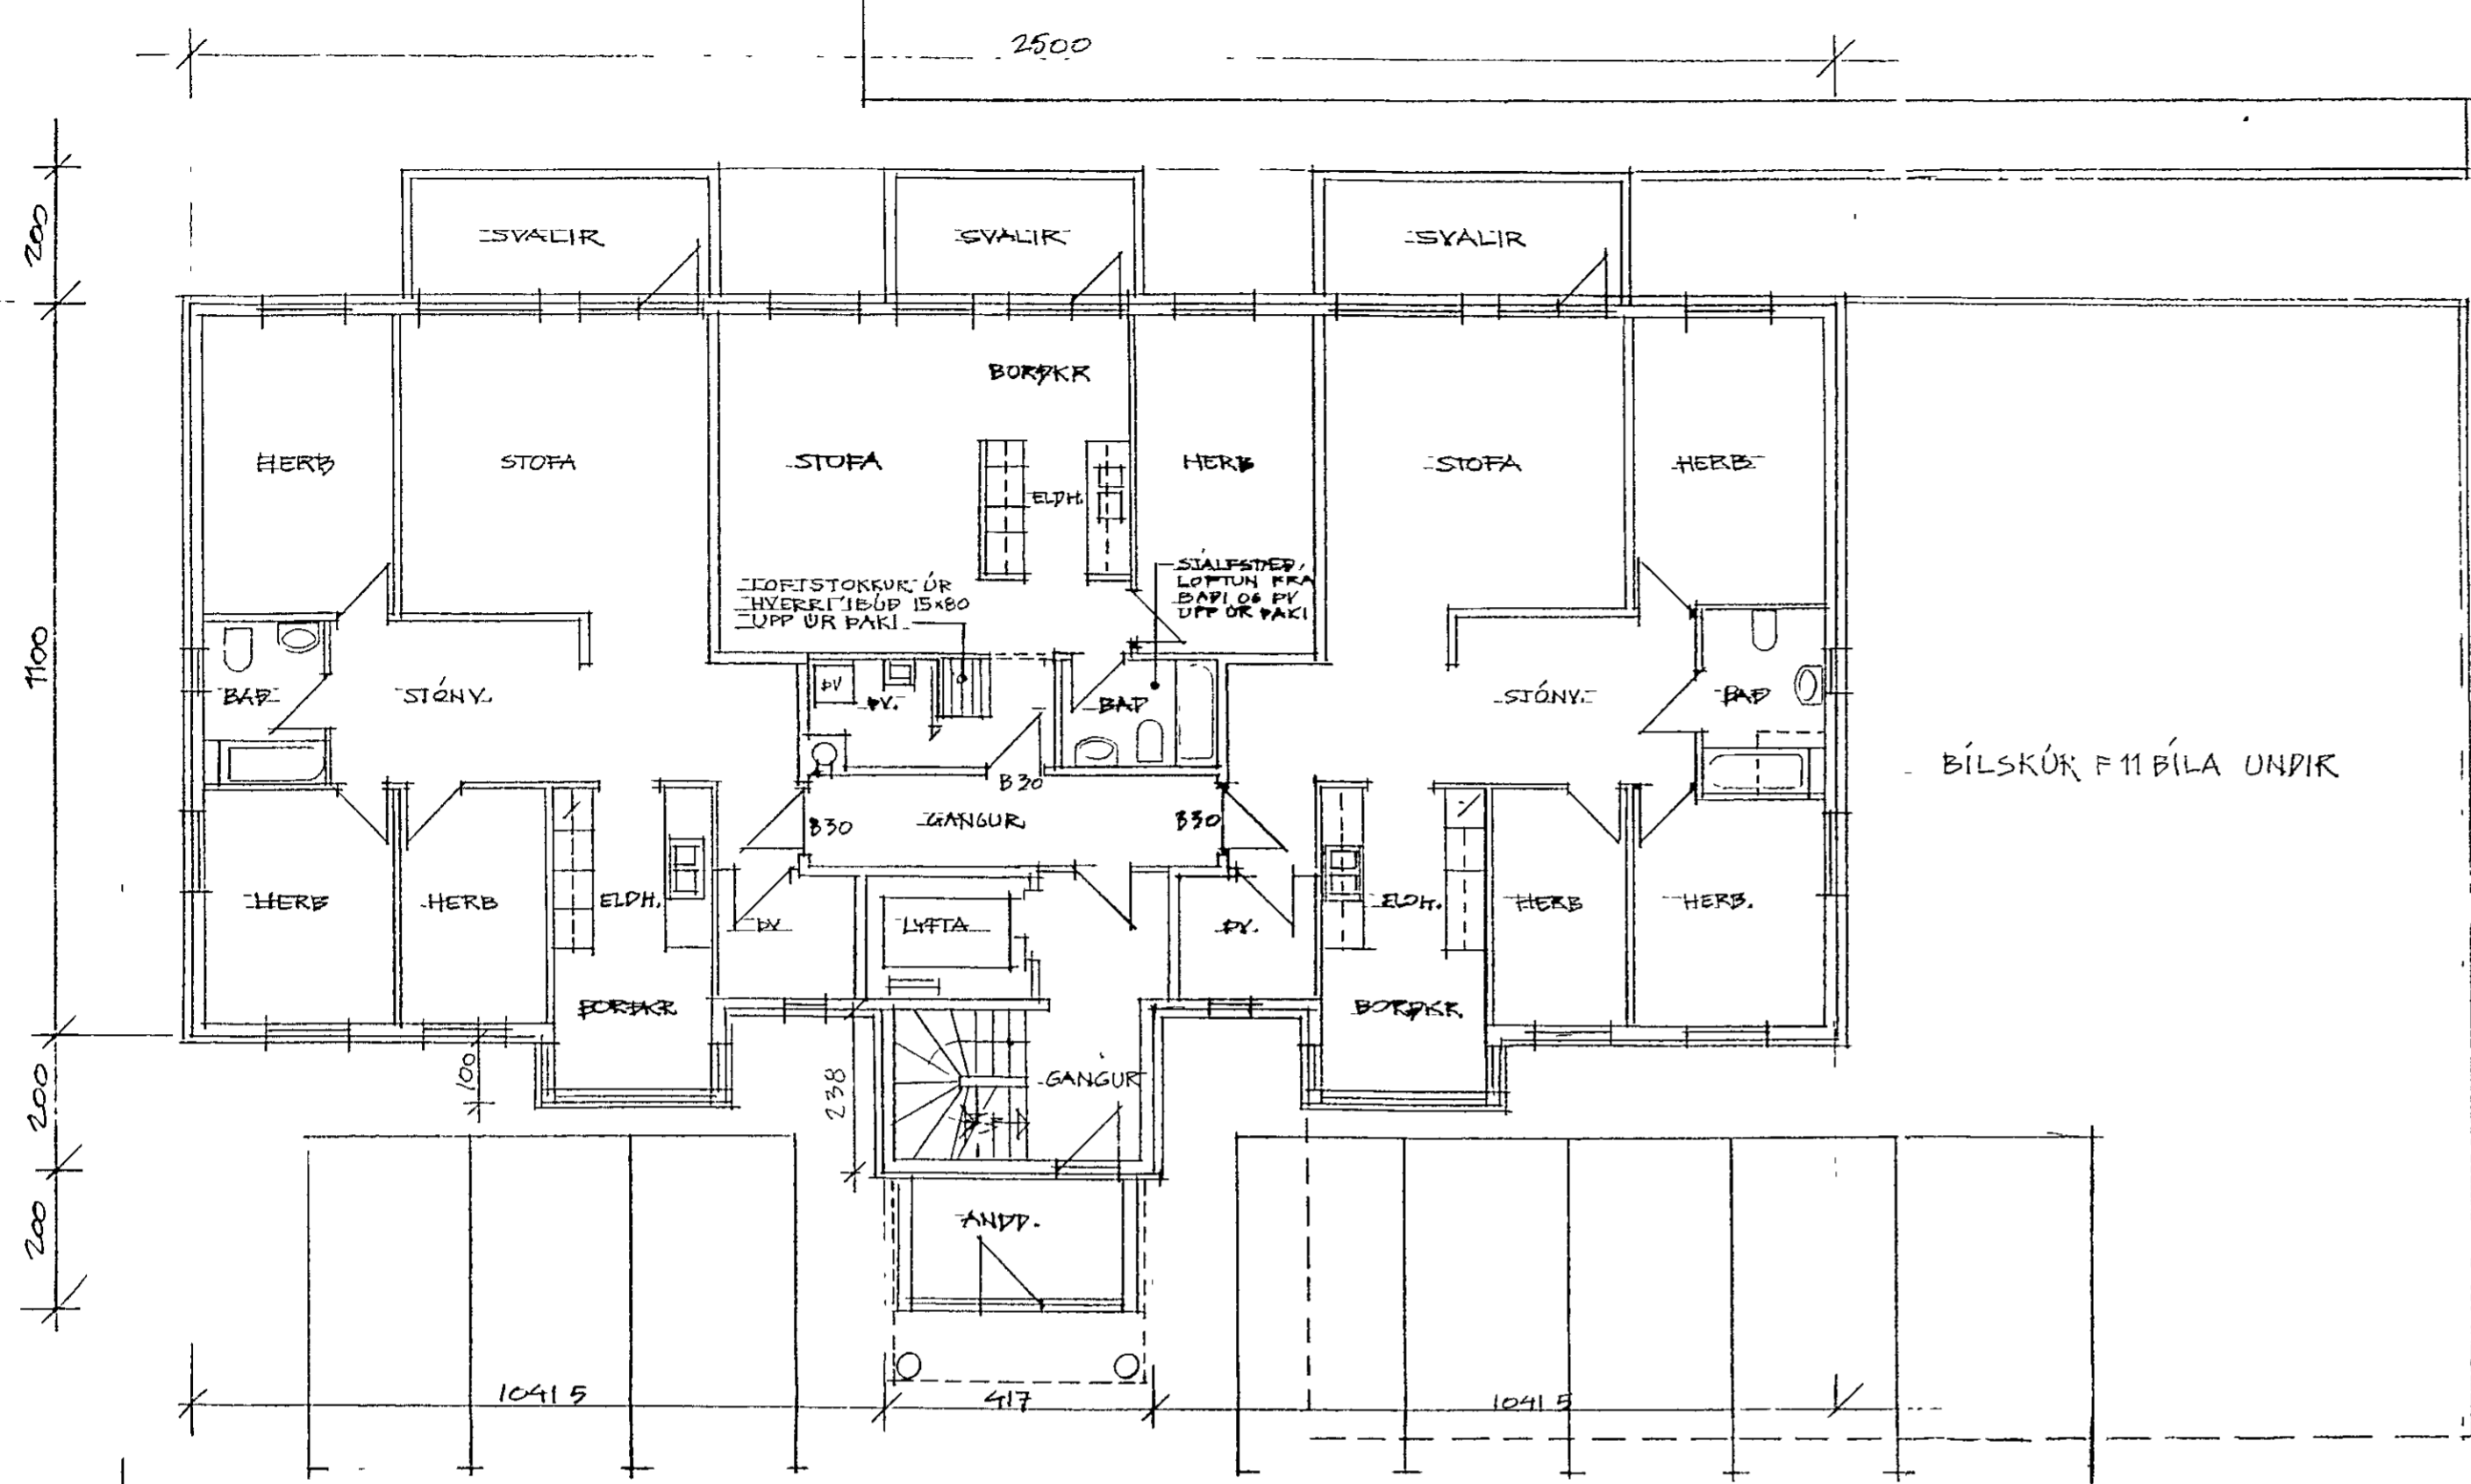 2500
200
SVALIR
SVALIR
SVALIR
BORÐKR
HERB
STOFA
STOFA
ELDH.
HERB
STOFA
HERB
LOFTSTOKKUR ÚR
HVERRI ÍBÚÐ 15×80
UPP ÚR ÞAKI
SJÁLFSTÆÐ
LOFTUN FRÁ
BAÐI OG ÞV
UPP ÚR ÞAKI
1100
BAÐ
SJÓNV.
ÞV
ÞV.
BAÐ
SJÓNV.
BAÐ
BÍLSKÚR F 11 BÍLA UNDIR
B30
B30
GANGUR
B30
HERB
HERB
ELDH.
ÞV
LYFTA
ÞV.
ELDH.
HERB
HERB.
BORÐKR
BORÐKR
100
238
GANGUR
200
200
ANDD.
1041 5
417
1041 5